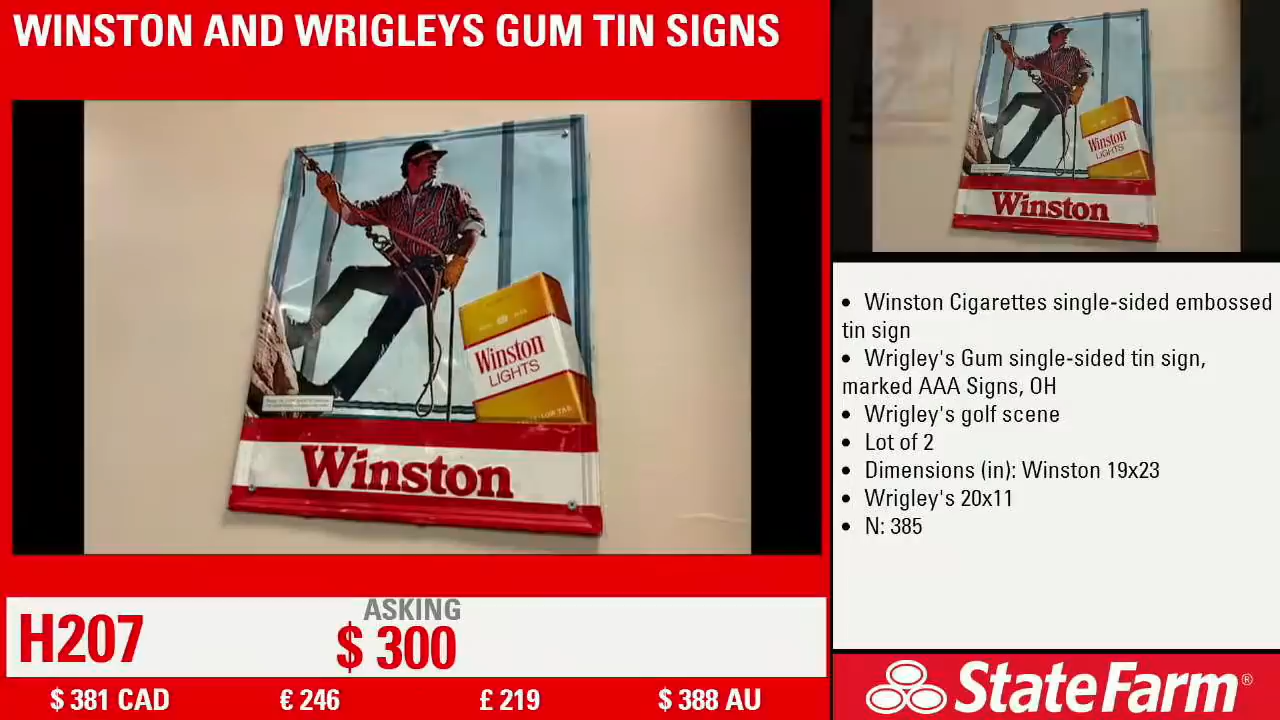 WINSTON AND WRIGLEYS GUM TIN SIGNS
Winston
LIGHTS
Winston
Winston
LIGHTS
Winston
• Winston Cigarettes single-sided embossed
tin sign
• Wrigley's Gum single-sided tin sign,
marked AAA Signs, OH
• Wrigley's golf scene
• Lot of 2
• Dimensions (in): Winston 19x23
• Wrigley's 20x11
• N: 385
H207
ASKING
$ 300
$ 381 CAD
€ 246
£ 219
$ 388 AU
StateFarm®